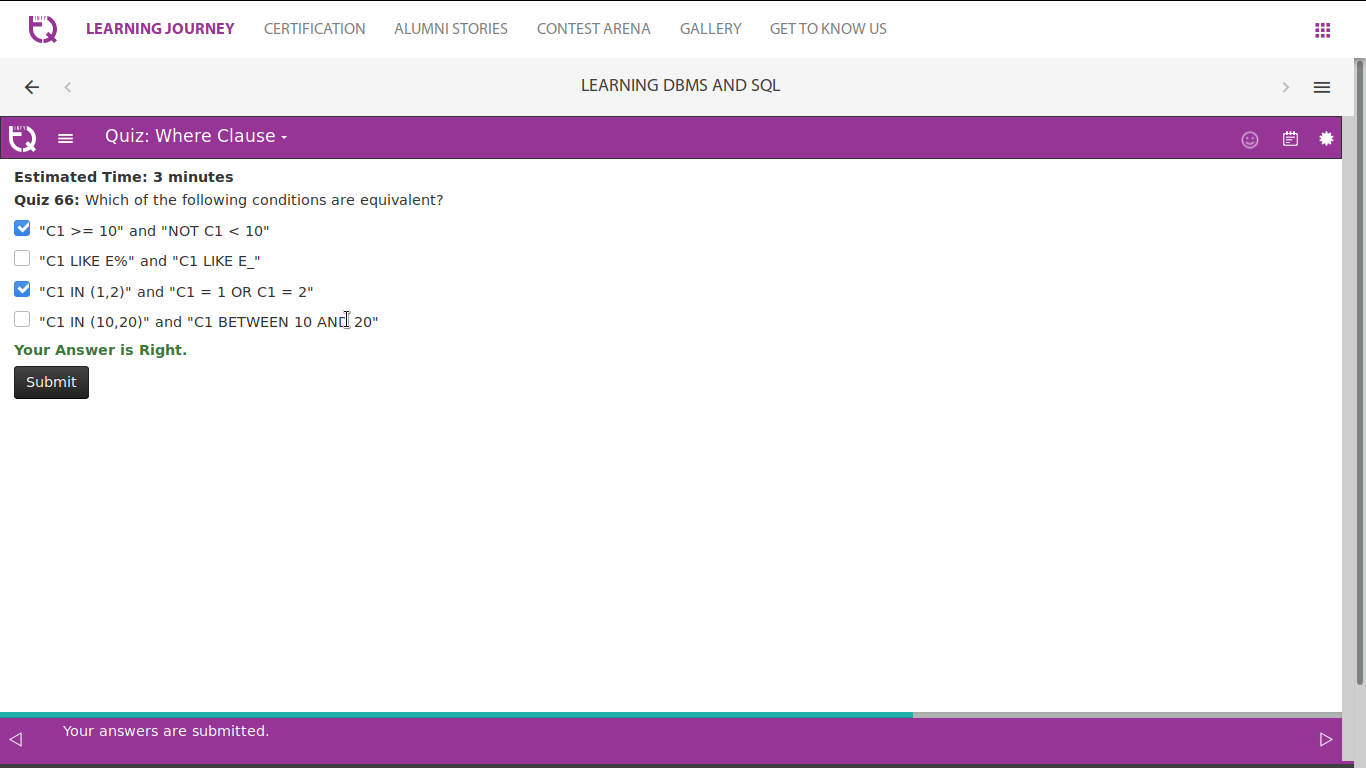 LEARNING JOURNEY CERTIFICATION ALUMNI STORIES CONTEST ARENA GALLERY GET TO KNOW US
LEARNING DBMS AND SQL
Quiz: Where Clause
Estimated Time: 3 minutes
Quiz 66: Which of the following conditions are equivalent?
"C1 >= 10" and "NOT C1 < 10"
"C1 LIKE E%" and "C1 LIKE E_"
"C1 IN (1,2)" and "C1 = 1 OR C1 = 2"
"C1 IN (10,20)" and "C1 BETWEEN 10 AND 20"
Your Answer is Right.
Submit
Your answers are submitted.